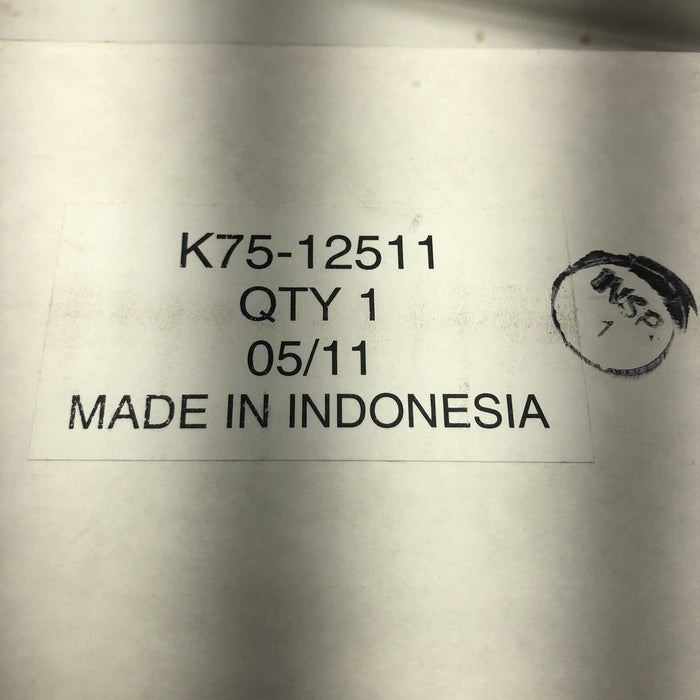 K75-12511
QTY 1
05/11
MADE IN INDONESIA
INSP.
1